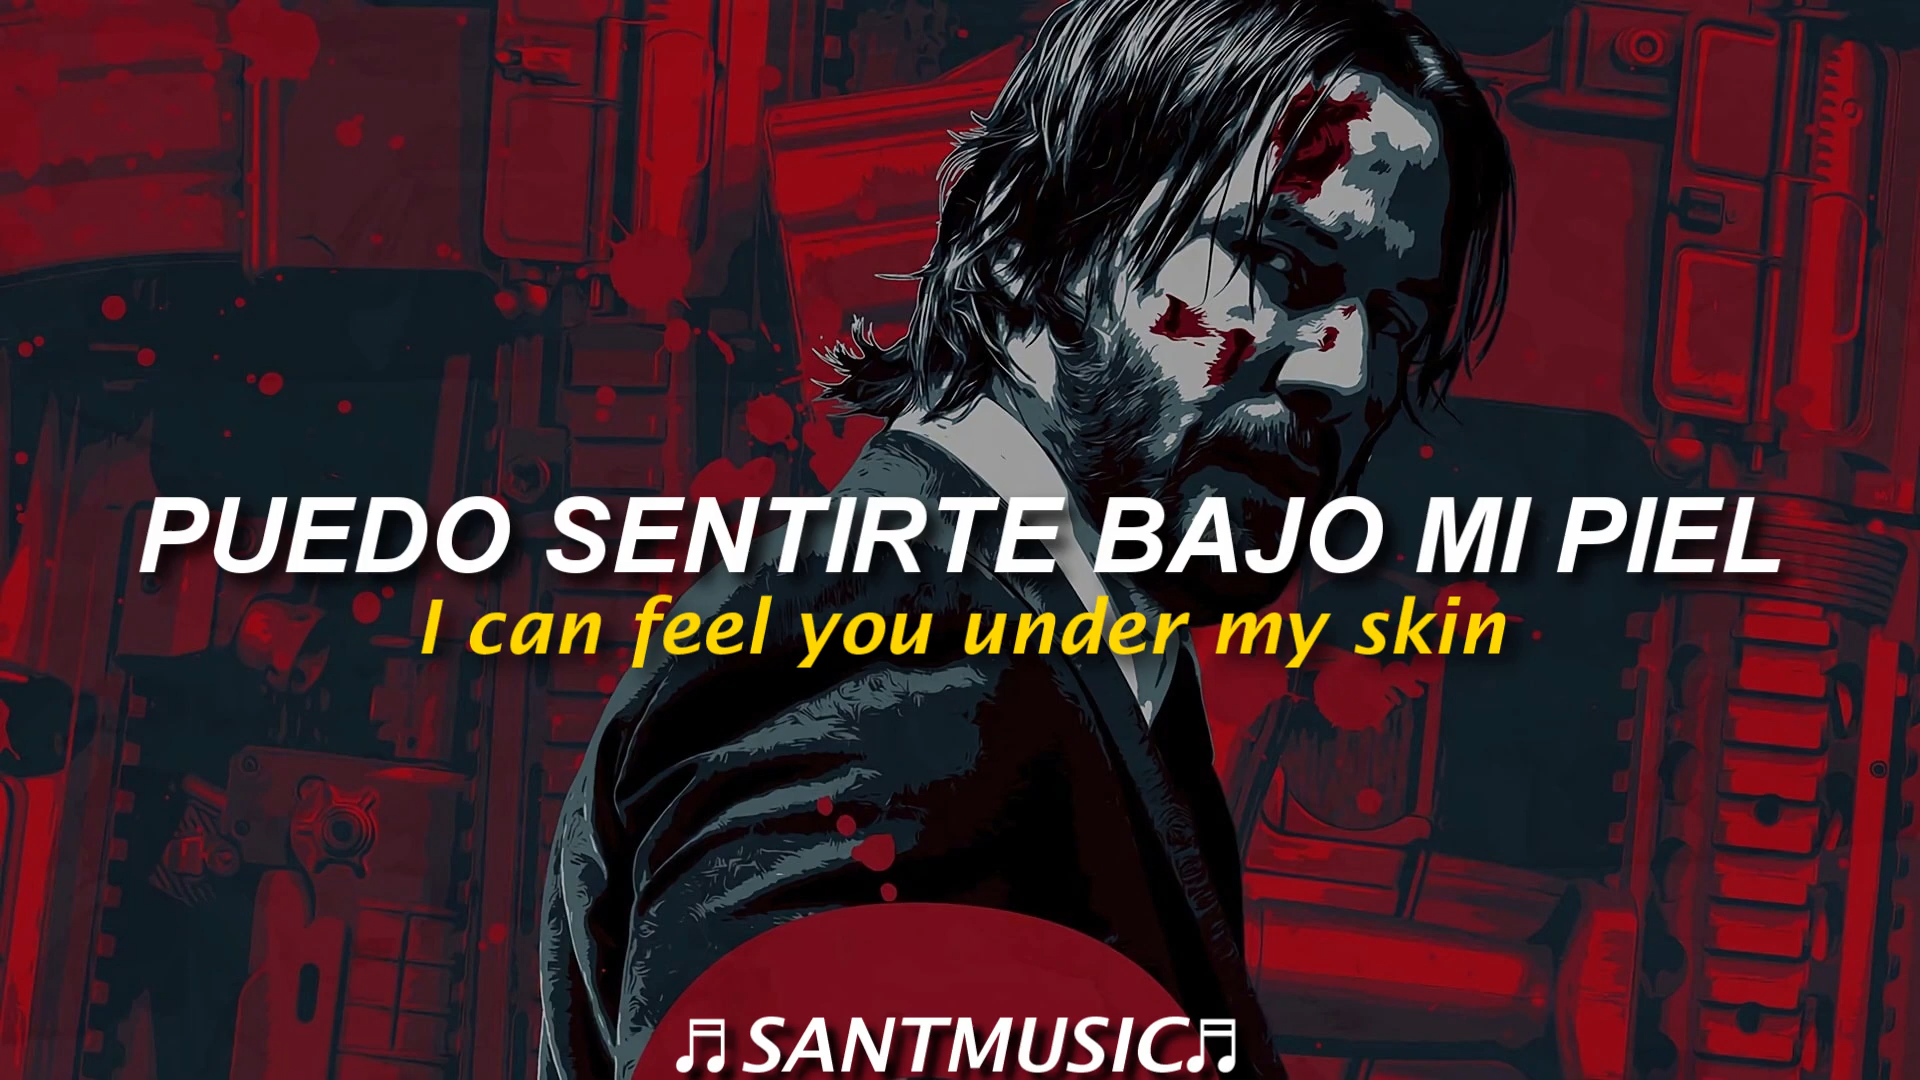 PUEDO SENTIRTE BAJO MI PIEL
I can feel you under my skin
♬SANTMUSIC♬